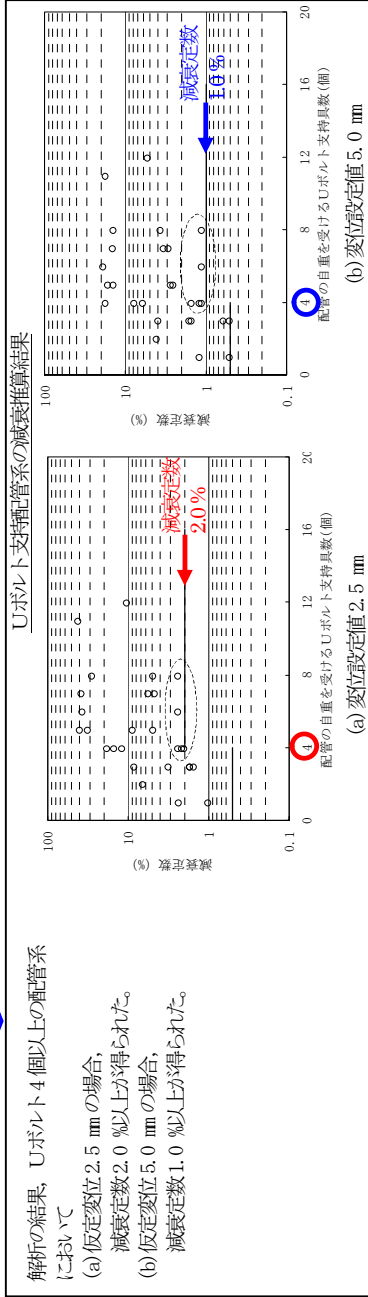 Uボルト支持配管系の減衰推算結果
解析の結果，Uボルト4個以上の配管系
において
(a)仮定変位2.5 mmの場合，
減衰定数2.0 %以上が得られた。
(b)仮定変位5.0 mmの場合，
減衰定数1.0 %以上が得られた。
100
10
1
0.1
減衰定数 (%)
減衰定数
2.0%
0
4
8
12
16
20
配管の自重を受けるUボルト支持具数(個)
(a) 変位設定値2.5 mm
100
10
1
0.1
減衰定数 (%)
減衰定数
1.0%
0
4
8
12
16
20
配管の自重を受けるUボルト支持具数(個)
(b) 変位設定値5.0 mm